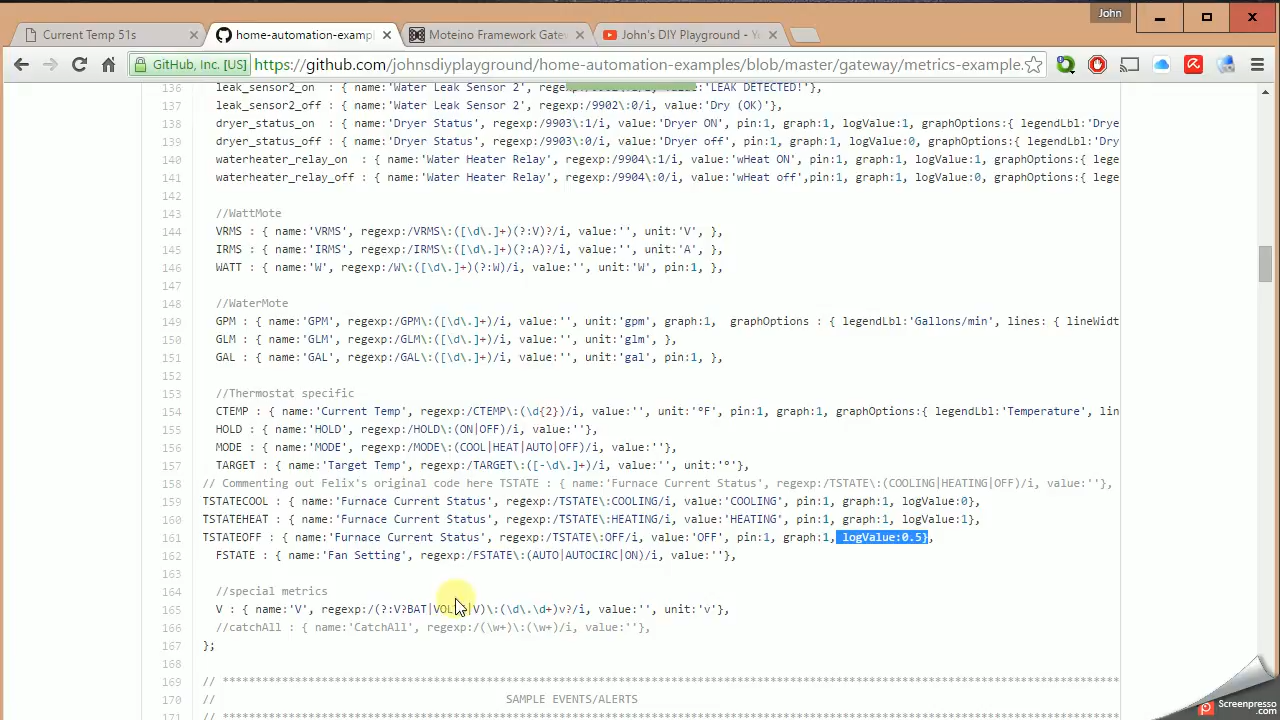 John
Current Temp 51s
home-automation-exampl
Moteino Framework Gatew
John's DIY Playground - Yo
GitHub, Inc. [US]
https://github.com/johnsdiyplayground/home-automation-examples/blob/master/gateway/metrics-example.
136 leak_sensor2_on : { name:'Water Leak Sensor 2', value:'LEAK DETECTED!'},
137 leak_sensor2_off : { name:'Water Leak Sensor 2', regexp:/9902\:0/i, value:'Dry (OK)'},
138 dryer_status_on : { name:'Dryer Status', regexp:/9903\:1/i, value:'Dryer ON', pin:1, graph:1, logValue:1, graphOptions:{ legendLbl:'Drye
139 dryer_status_off : { name:'Dryer Status', regexp:/9903\:0/i, value:'Dryer off', pin:1, graph:1, logValue:0, graphOptions:{ legendLbl:'Dry
140 waterheater_relay_on : { name:'Water Heater Relay', regexp:/9904\:1/i, value:'wHeat ON', pin:1, graph:1, logValue:1, graphOptions:{ lege
141 waterheater_relay_off : { name:'Water Heater Relay', regexp:/9904\:0/i, value:'wHeat off',pin:1, graph:1, logValue:0, graphOptions:{ lege
142
143 //WattMote
144 VRMS : { name:'VRMS', regexp:/VRMS\:([\d\.]+)(?:V)?/i, value:'', unit:'V', },
145 IRMS : { name:'IRMS', regexp:/IRMS\:([\d\.]+)(?:A)?/i, value:'', unit:'A', },
146 WATT : { name:'W', regexp:/W\:([\d\.]+)(?:W)/i, value:'', unit:'W', pin:1, },
147
148 //WaterMote
149 GPM : { name:'GPM', regexp:/GPM\:([\d\.]+)/i, value:'', unit:'gpm', graph:1, graphOptions : { legendLbl:'Gallons/min', lines: { lineWidt
150 GLM : { name:'GLM', regexp:/GLM\:([\d\.]+)/i, value:'', unit:'glm', },
151 GAL : { name:'GAL', regexp:/GAL\:([\d\.]+)/i, value:'', unit:'gal', pin:1, },
152
153 //Thermostat specific
154 CTEMP : { name:'Current Temp', regexp:/CTEMP\:(\d{2})/i, value:'', unit:'°F', pin:1, graph:1, graphOptions:{ legendLbl:'Temperature', lin
155 HOLD : { name:'HOLD', regexp:/HOLD\:(ON|OFF)/i, value:''},
156 MODE : { name:'MODE', regexp:/MODE\:(COOL|HEAT|AUTO|OFF)/i, value:''},
157 TARGET : { name:'Target Temp', regexp:/TARGET\:([-\d\.]+)/i, value:'', unit:'°'},
158 // Commenting out Felix's original code here TSTATE : { name:'Furnace Current Status', regexp:/TSTATE\:(COOLING|HEATING|OFF)/i, value:''},
159 TSTATECOOL : { name:'Furnace Current Status', regexp:/TSTATE\:COOLING/i, value:'COOLING', pin:1, graph:1, logValue:0},
160 TSTATEHEAT : { name:'Furnace Current Status', regexp:/TSTATE\:HEATING/i, value:'HEATING', pin:1, graph:1, logValue:1},
161 TSTATEOFF : { name:'Furnace Current Status', regexp:/TSTATE\:OFF/i, value:'OFF', pin:1, graph:1, logValue:0.5},
162 FSTATE : { name:'Fan Setting', regexp:/FSTATE\:(AUTO|AUTOCIRC|ON)/i, value:''},
163
164 //special metrics
165 V : { name:'V', regexp:/(?:V?BAT|VOL |V)\:(\d\.\d+)v?/i, value:'', unit:'v'},
166 //catchAll : { name:'CatchAll', regexp:/(\w+)\:(\w+)/i, value:''},
167 };
168
169 // ********************************************************************************
170 // SAMPLE EVENTS/ALERTS
171 // ********************************************************************************
Screenpresso
.com